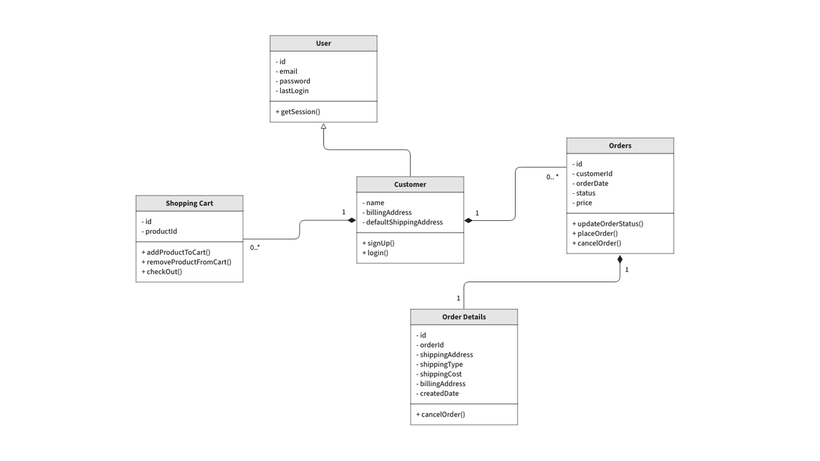 User
- id
- email
- password
- lastLogin
+ getSession()
Customer
- name
- billingAddress
- defaultShippingAddress
+ signUp()
+ login()
Shopping Cart
- id
- productId
+ addProductToCart()
+ removeProductFromCart()
+ checkOut()
0..*
1
1
0.. *
Orders
- id
- customerId
- orderDate
- status
- price
+ updateOrderStatus()
+ placeOrder()
+ cancelOrder()
1
1
Order Details
- id
- orderId
- shippingAddress
- shippingType
- shippingCost
- billingAddress
- createdDate
+ cancelOrder()